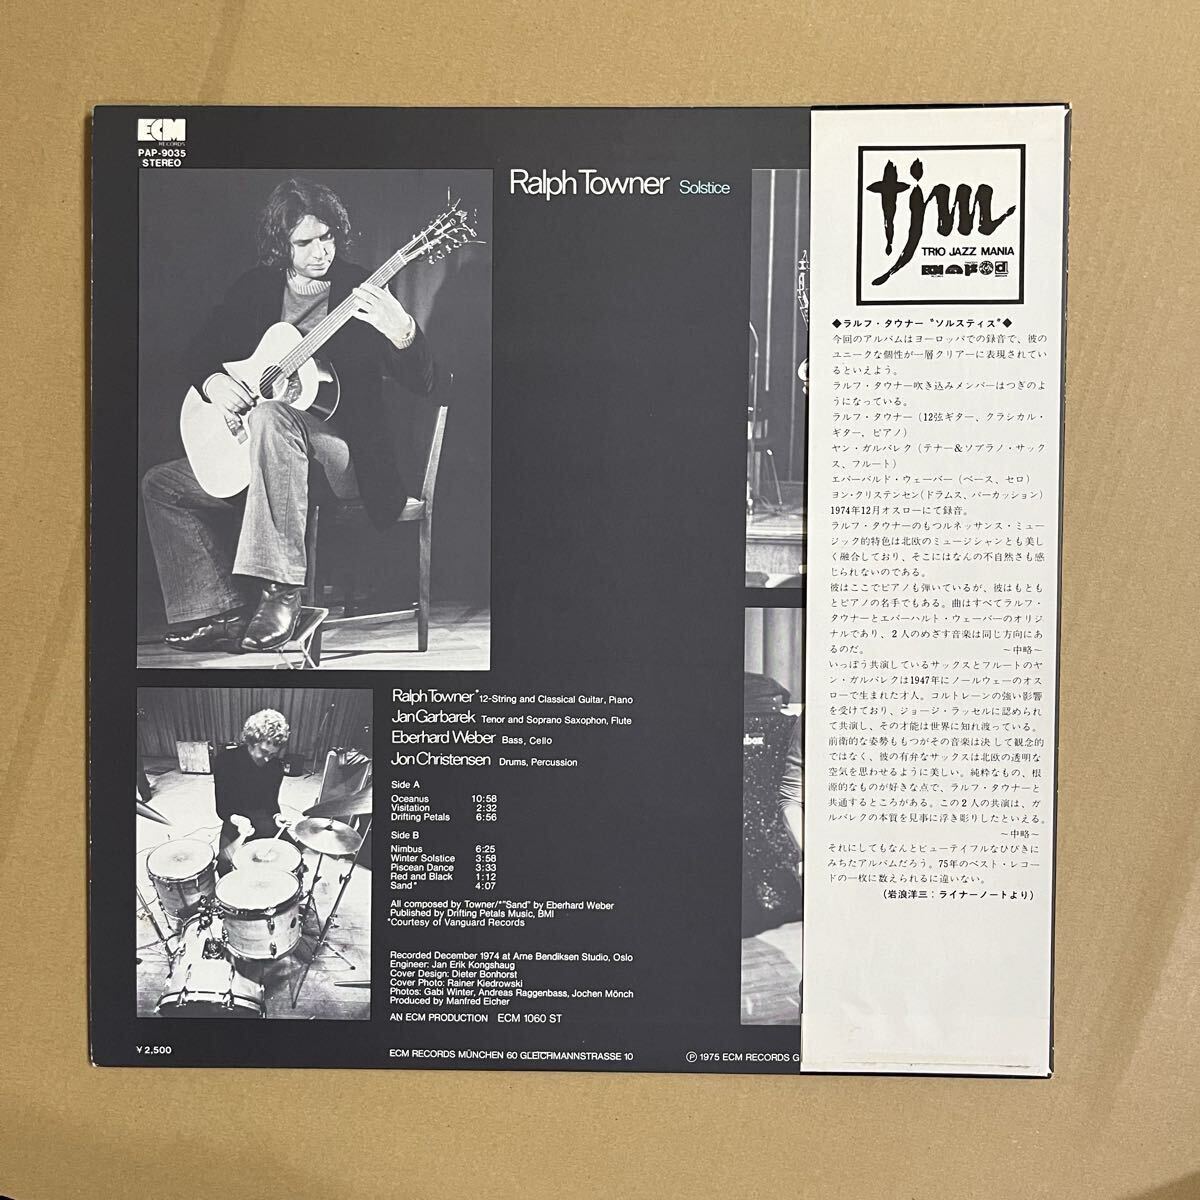 ECM
RECORDS
PAP-9035
STEREO
Ralph Towner Solstice
Ralph Towner* 12-String and Classical Guitar, Piano
Jan Garbarek Tenor and Soprano Saxophon, Flute
Eberhard Weber Bass, Cello
Jon Christensen Drums, Percussion
Side A
Oceanus 10:58
Visitation 2:32
Drifting Petals 6:56
Side B
Nimbus 6:25
Winter Solstice 3:58
Piscean Dance 3:33
Red and Black 1:12
Sand* 4:07
All composed by Towner/*"Sand" by Eberhard Weber
Published by Drifting Petals Music, BMI
*Courtesy of Vanguard Records
Recorded December 1974 at Arne Bendiksen Studio, Oslo
Engineer: Jan Erik Kongshaug
Cover Design: Dieter Bonhorst
Cover Photo: Rainer Kiedrowski
Photos: Gabi Winter, Andreas Raggenbass, Jochen Mönch
Produced by Manfred Eicher
AN ECM PRODUCTION ECM 1060 ST
¥2,500
ECM RECORDS MÜNCHEN 60 GLEICHMANNSTRASSE 10
Ⓟ 1975 ECM RECORDS G
tjm
TRIO JAZZ MANIA
ECM
◆ラルフ・タウナー“ソルスティス”◆
今回のアルバムはヨーロッパでの録音で、彼の
ユニークな個性が一層クリアーに表現されてい
るといえよう。
ラルフ・タウナー吹き込みメンバーはつぎのよ
うになっている。
ラルフ・タウナー（12弦ギター、クラシカル・
ギター、ピアノ）
ヤン・ガルバレク（テナー&ソプラノ・サック
ス、フルート）
エバーバルド・ウェーバー（ベース、セロ）
ヨン・クリステンセン（ドラムス、パーカッション）
1974年12月オスローにて録音。
ラルフ・タウナーのもつルネッサンス・ミュー
ジック的特色は北欧のミュージシャンとも美し
く融合しており、そこにはなんの不自然さも感
じられないのである。
彼はここでピアノも弾いているが、彼はもとも
とピアノの名手でもある。曲はすべてラルフ・
タウナーとエバーハルト・ウェーバーのオリジ
ナルであり、2人のめざす音楽は同じ方向にあ
るのだ。 ～中略～
いっぽう共演しているサックスとフルートのヤ
ン・ガルバレクは1947年にノールウェーのオス
ローで生まれた才人。コルトレーンの強い影響
を受けており、ジョージ・ラッセルに認められ
て共演し、その才能は世界に知れ渡っている。
前衛的な姿勢ももつがその音楽は決して観念的
ではなく、彼の有弁なサックスは北欧の透明な
空気を思わせるように美しい。純粋なもの、根
源的なものが好きな点で、ラルフ・タウナーと
共通するところがある。この2人の共演は、ガ
ルバレクの本質を見事に浮き彫りしたといえる。
～中略～
それにしてもなんとビューティフルなひびきに
みちたアルバムだろう。75年のベスト・レコー
ドの一枚に数えられるに違いない。
（岩浪洋三：ライナーノートより）